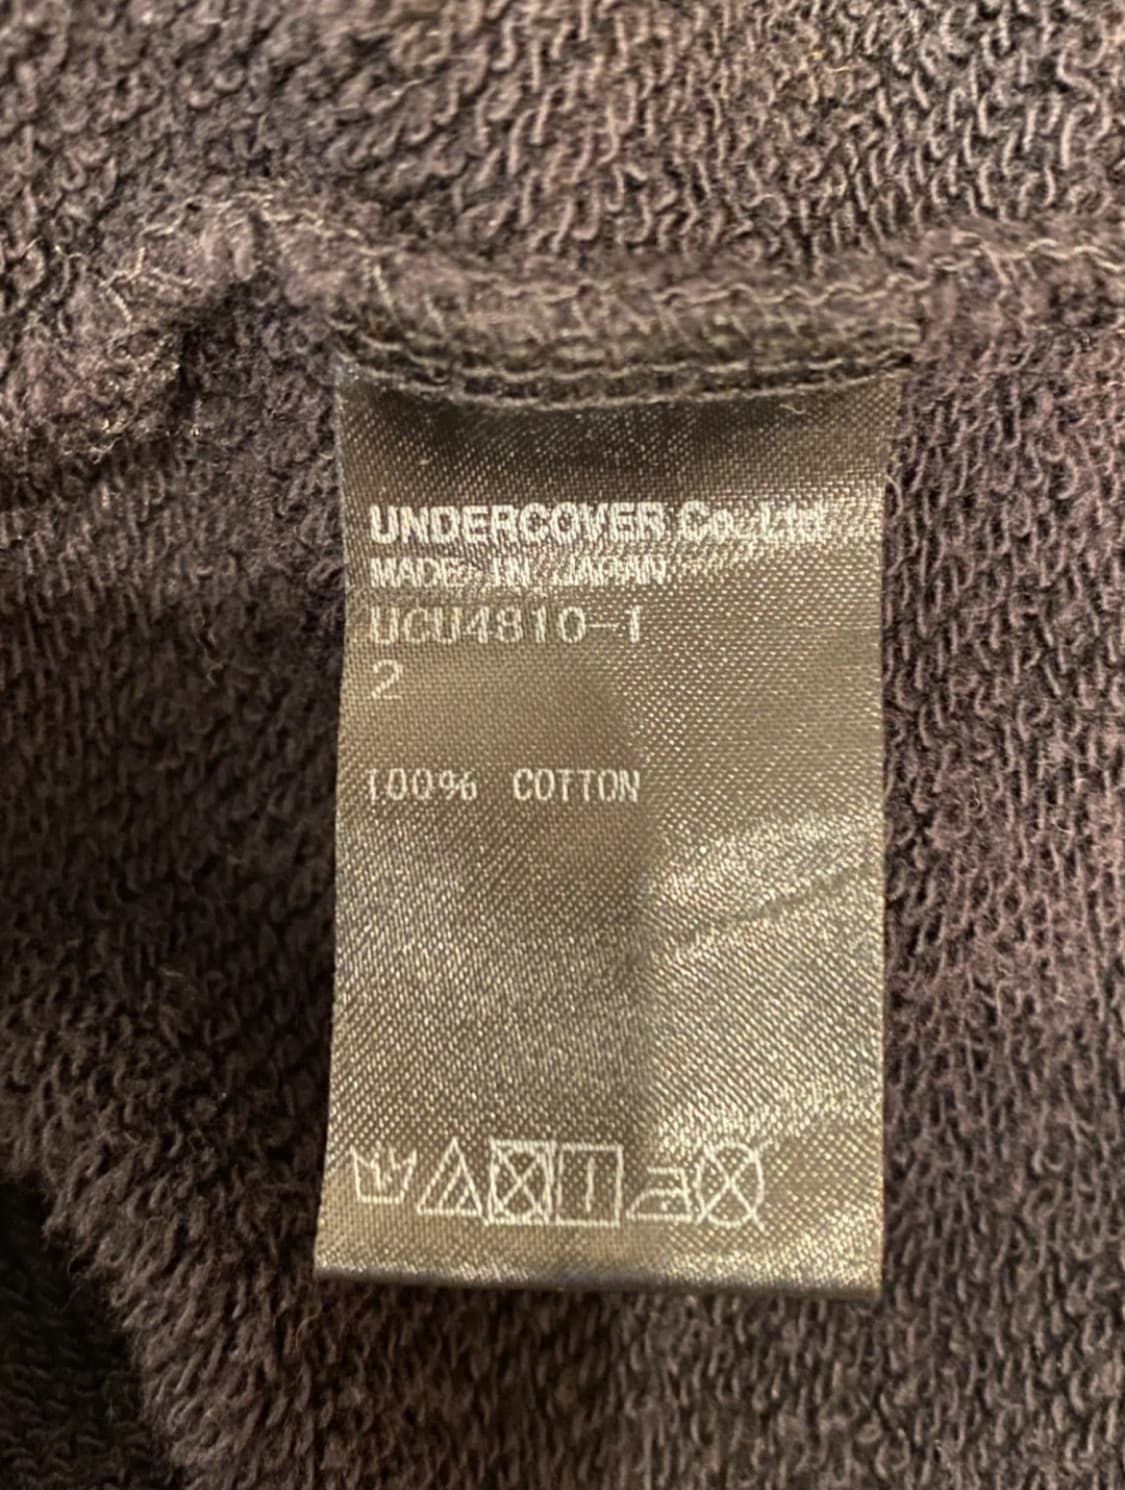 UNDERCOVER Co., Ltd
MADE IN JAPAN
UCU4810-1
2
100% COTTON